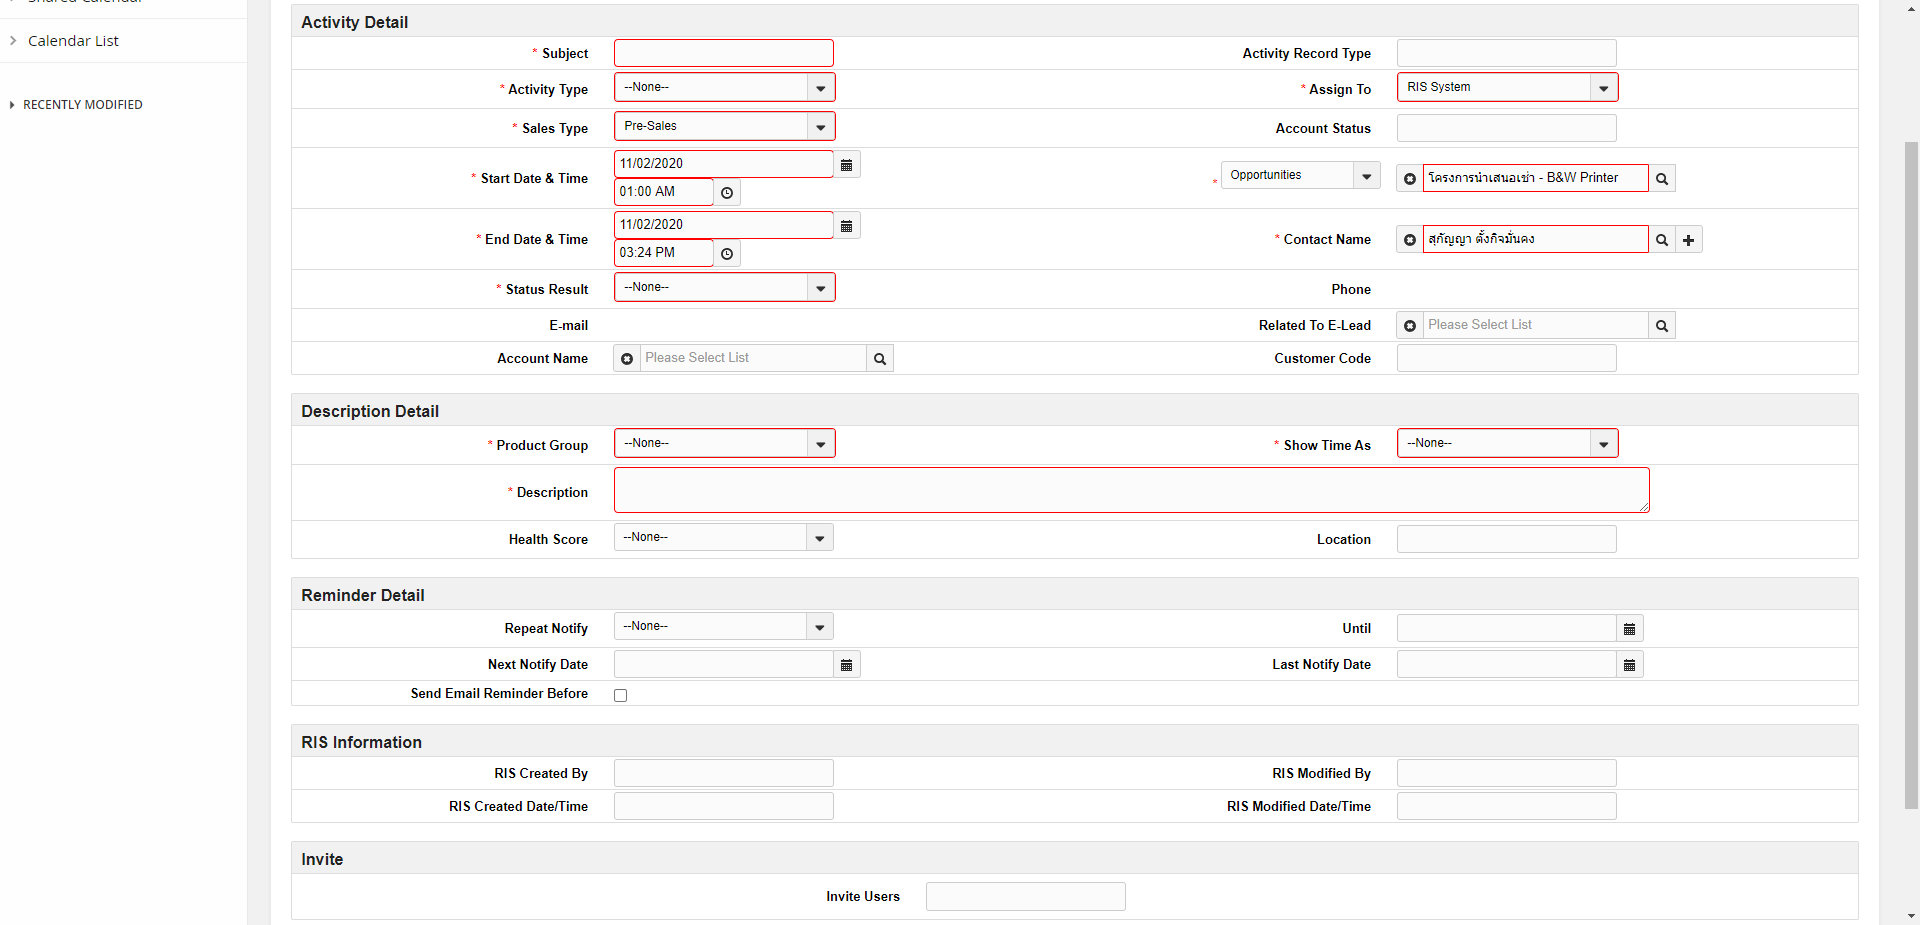 Shared Calendar
Calendar List
RECENTLY MODIFIED
Activity Detail
* Subject
Activity Record Type
* Activity Type --None--
* Assign To RIS System
* Sales Type Pre-Sales
Account Status
* Start Date & Time 11/02/2020
01:00 AM
* Opportunities โครงการนำเสนอเช่า - B&W Printer
* End Date & Time 11/02/2020
03:24 PM
* Contact Name สุกัญญา ตั้งกิจมั่นคง
* Status Result --None--
Phone
E-mail
Related To E-Lead Please Select List
Account Name Please Select List
Customer Code
Description Detail
* Product Group --None--
* Show Time As --None--
* Description
Health Score --None--
Location
Reminder Detail
Repeat Notify --None--
Until
Next Notify Date
Last Notify Date
Send Email Reminder Before
RIS Information
RIS Created By
RIS Modified By
RIS Created Date/Time
RIS Modified Date/Time
Invite
Invite Users